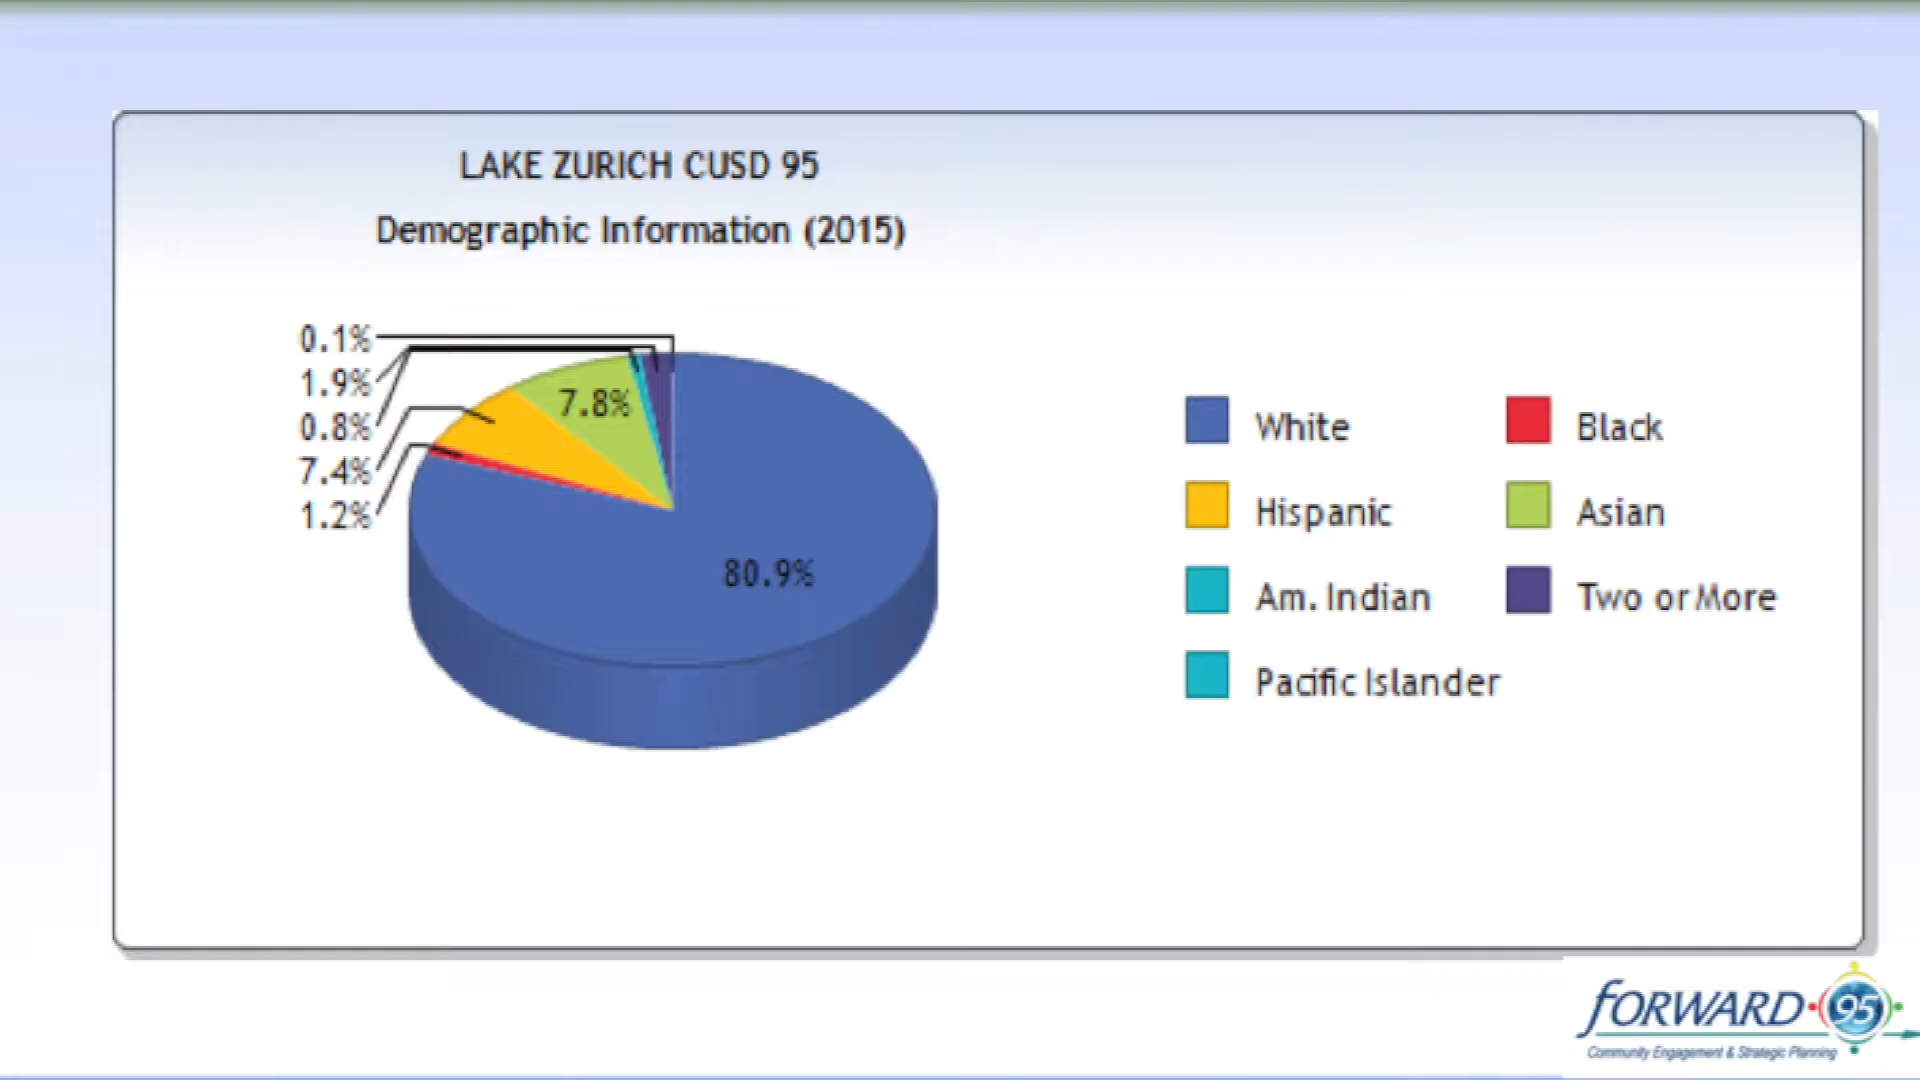 LAKE ZURICH CUSD 95
Demographic Information (2015)
0.1%
1.9%
0.8%
7.4%
1.2%
7.8%
80.9%
White
Black
Hispanic
Asian
Am. Indian
Two or More
Pacific Islander
FORWARD 95
Community Engagement & Strategic Planning